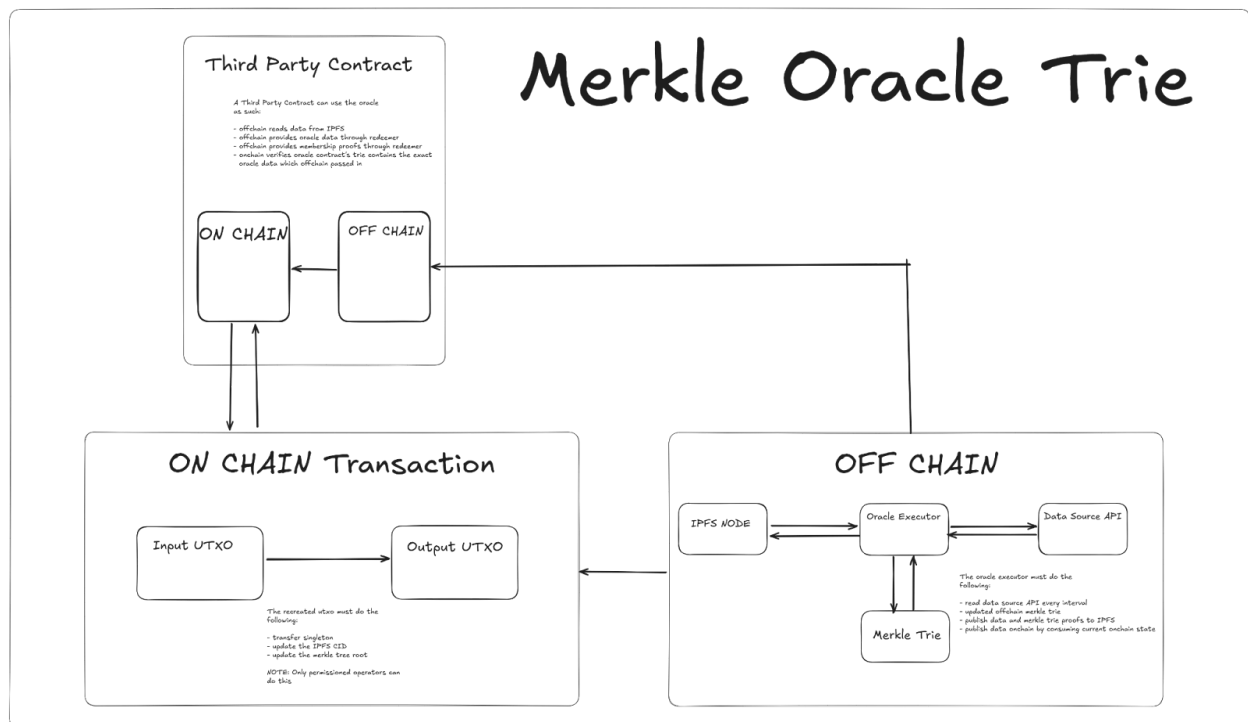 Merkle Oracle Trie
Third Party Contract
A Third Party Contract can use the oracle
as such:
- offchain reads data from IPFS
- offchain provides oracle data through redeemer
- offchain provides membership proofs through redeemer
- onchain verifies oracle contract's trie contains the exact
oracle data which offchain passed in
ON CHAIN
OFF CHAIN
ON CHAIN Transaction
Input UTXO
Output UTXO
The recreated utxo must do the
following:
- transfer singleton
- update the IPFS CID
- update the merkle tree root
NOTE: Only permissioned operators can
do this
OFF CHAIN
IPFS NODE
Oracle Executor
Data Source API
Merkle Trie
The oracle executor must do the
following:
- read data source API every interval
- updated offchain merkle trie
- publish data and merkle trie proofs to IPFS
- publish data onchain by consuming current onchain state